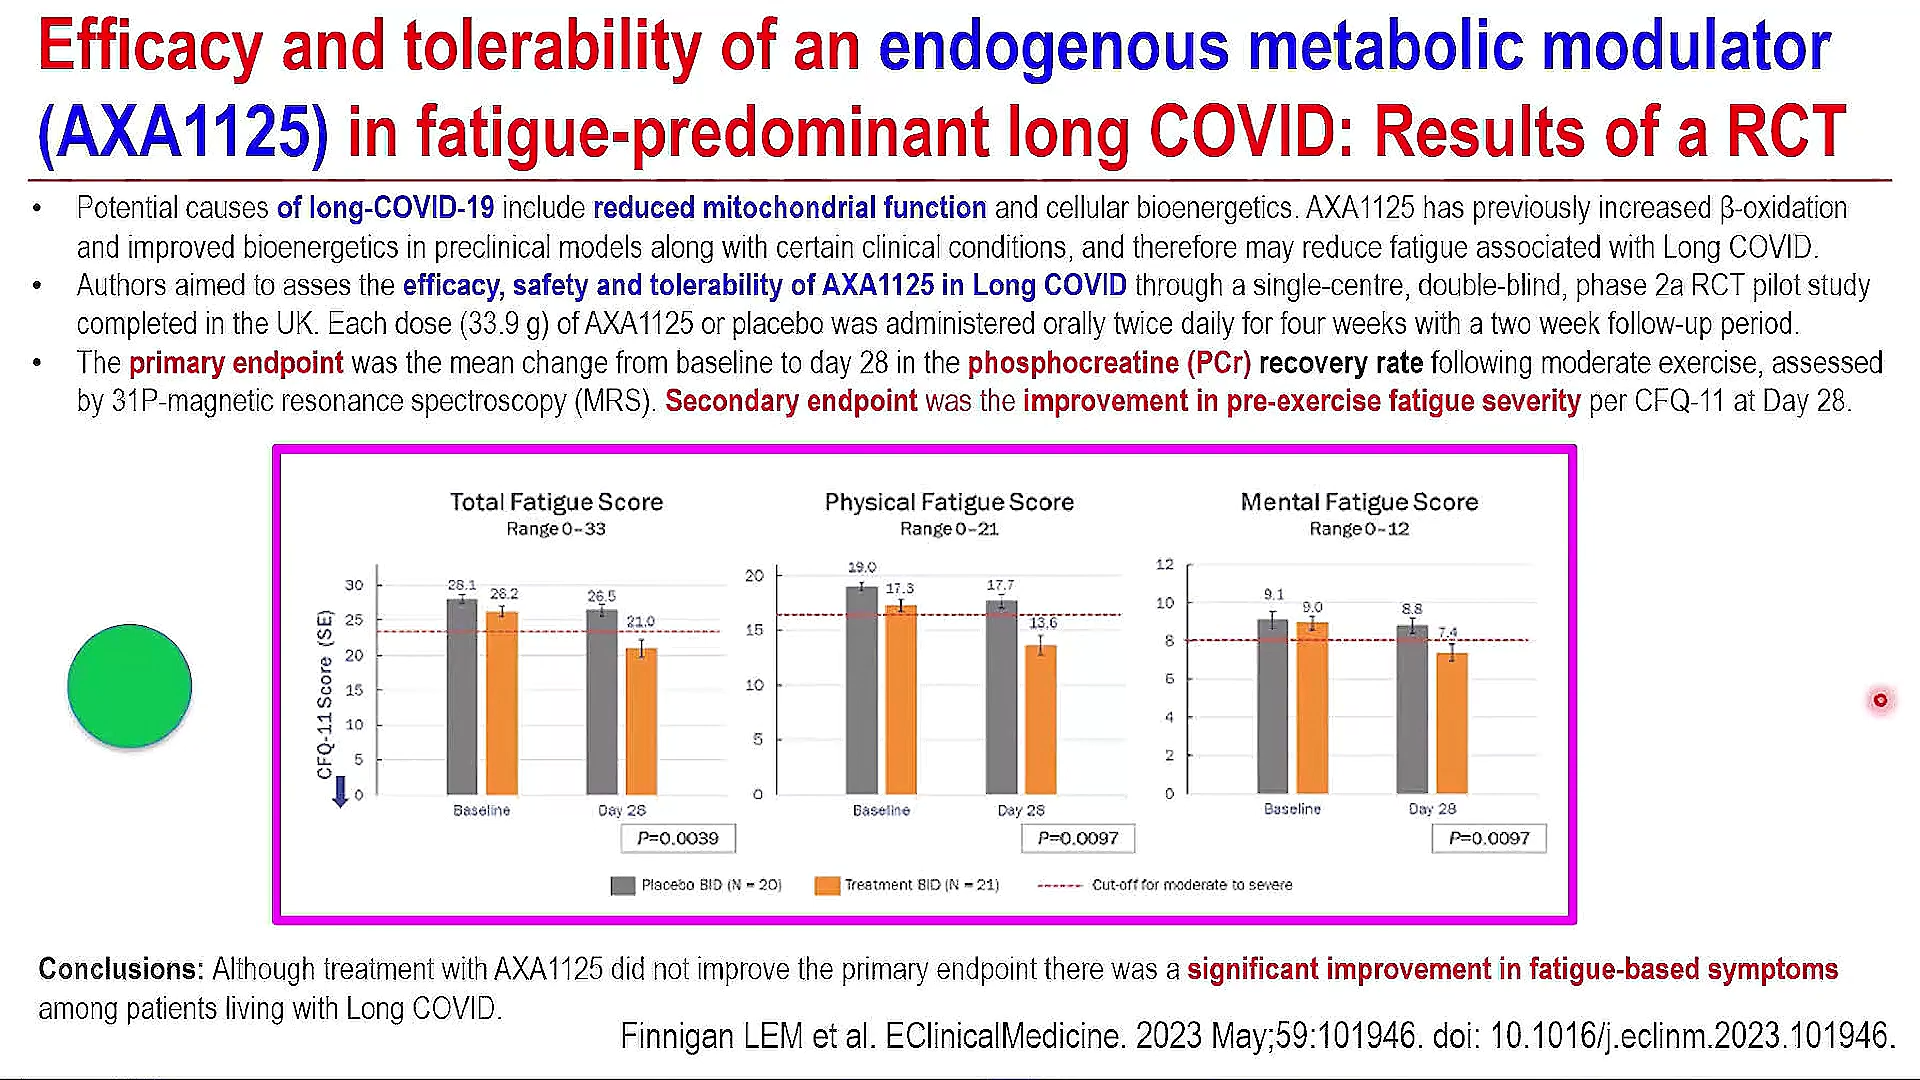 Efficacy and tolerability of an endogenous metabolic modulator
(AXA1125) in fatigue-predominant long COVID: Results of a RCT
• Potential causes of long-COVID-19 include reduced mitochondrial function and cellular bioenergetics. AXA1125 has previously increased β-oxidation
and improved bioenergetics in preclinical models along with certain clinical conditions, and therefore may reduce fatigue associated with Long COVID.
• Authors aimed to asses the efficacy, safety and tolerability of AXA1125 in Long COVID through a single-centre, double-blind, phase 2a RCT pilot study
completed in the UK. Each dose (33.9 g) of AXA1125 or placebo was administered orally twice daily for four weeks with a two week follow-up period.
• The primary endpoint was the mean change from baseline to day 28 in the phosphocreatine (PCr) recovery rate following moderate exercise, assessed
by 31P-magnetic resonance spectroscopy (MRS). Secondary endpoint was the improvement in pre-exercise fatigue severity per CFQ-11 at Day 28.
Total Fatigue Score
Range 0–33
CFQ-11 Score (SE)
30
25
20
15
10
5
0
28.1
26.2
26.5
21.0
Baseline
Day 28
P=0.0039
Physical Fatigue Score
Range 0–21
20
15
10
5
0
19.0
17.3
17.7
13.6
Baseline
Day 28
P=0.0097
Mental Fatigue Score
Range 0–12
12
10
8
6
4
2
0
9.1
9.0
8.8
7.4
Baseline
Day 28
P=0.0097
Placebo BID (N = 20)
Treatment BID (N = 21)
Cut-off for moderate to severe
Conclusions: Although treatment with AXA1125 did not improve the primary endpoint there was a significant improvement in fatigue-based symptoms
among patients living with Long COVID.
Finnigan LEM et al. EClinicalMedicine. 2023 May;59:101946. doi: 10.1016/j.eclinm.2023.101946.